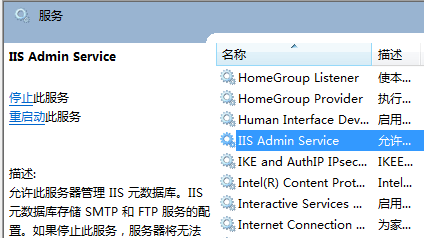 服务
IIS Admin Service
停止此服务
重启动此服务
描述:
允许此服务器管理 IIS 元数据库。IIS
元数据库存储 SMTP 和 FTP 服务的配
置。如果停止此服务，服务器将无法
名称 描述
HomeGroup Listener 使本...
HomeGroup Provider 执行...
Human Interface Dev... 启用...
IIS Admin Service 允许...
IKE and AuthIP IPsec... IKEE...
Intel(R) Content Prot... Intel...
Interactive Services ... 启用...
Internet Connection ... 为家...